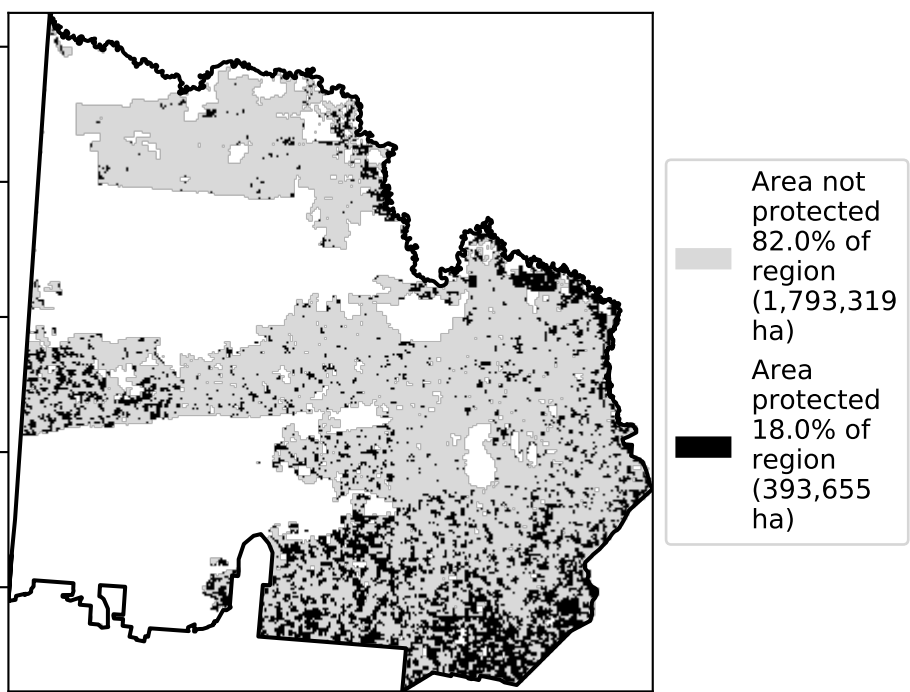 Area not
protected
82.0% of
region
(1,793,319
ha)
Area
protected
18.0% of
region
(393,655
ha)